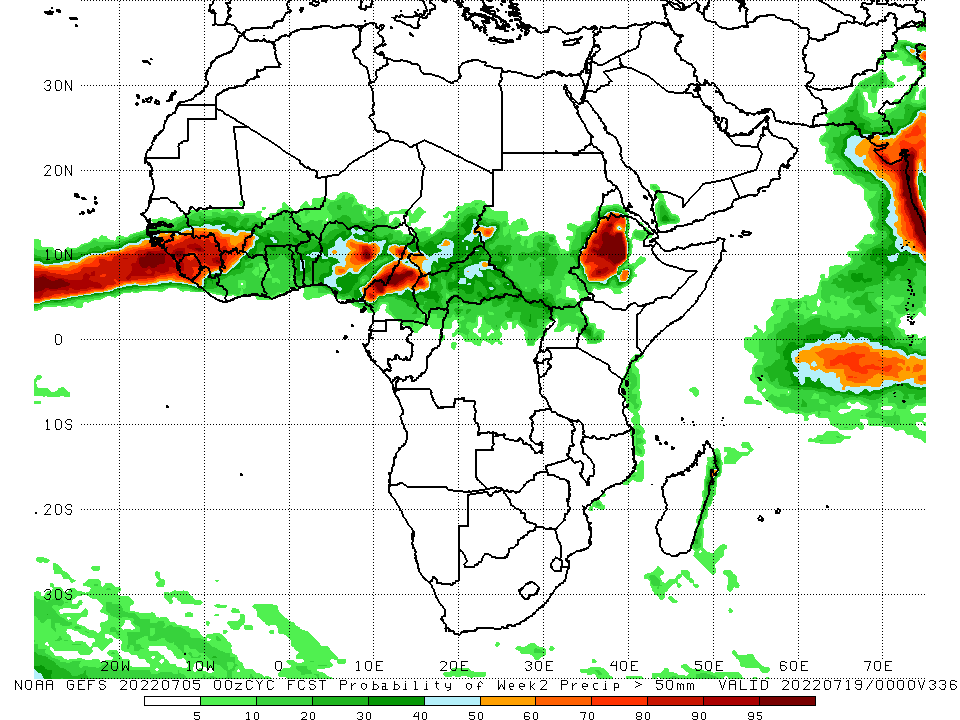 30N
20N
10N
0
10S
20S
30S
20W 10W 0 10E 20E 30E 40E 50E 60E 70E
NOAA GEFS 20220705 00zCYC FCST Probability of Week2 Precip > 50mm VALID 20220719/0000V336
5 10 20 30 40 50 60 70 80 90 95